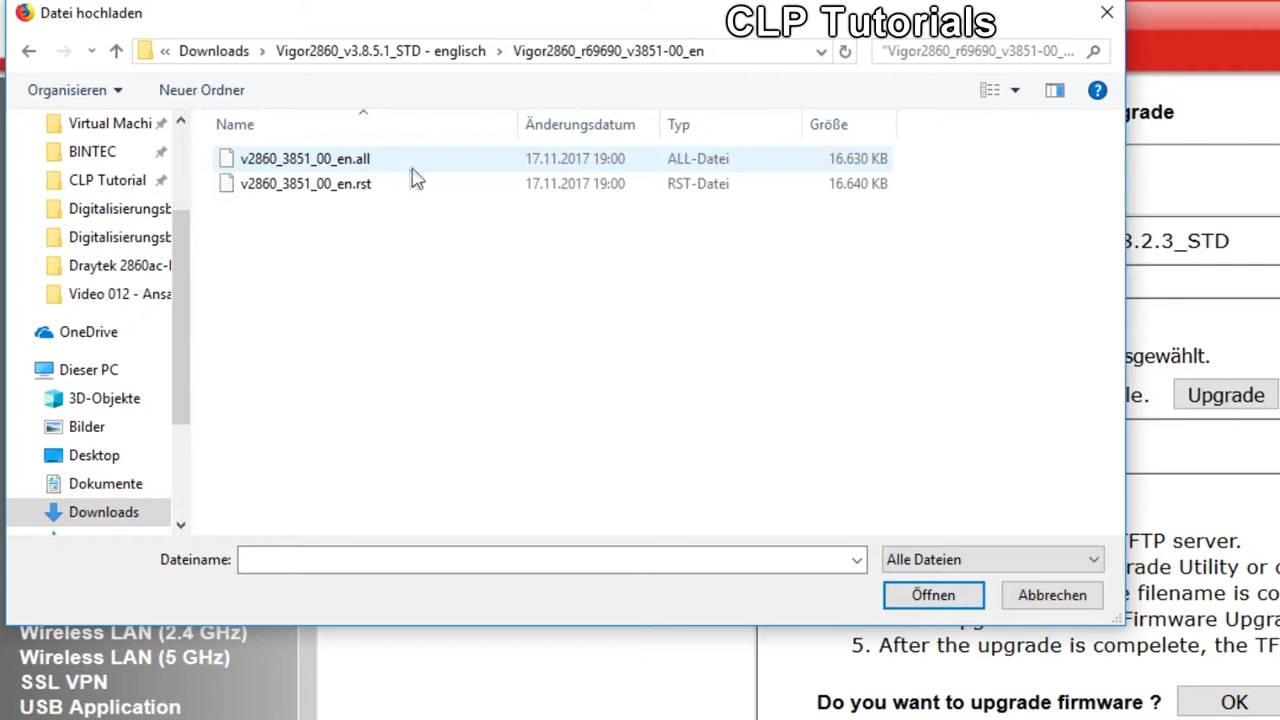 Datei hochladen
CLP Tutorials
Downloads
Vigor2860_v3.8.5.1_STD - englisch
Vigor2860_r69690_v3851-00_en
"Vigor2860_r69690_v3851-00_...
Organisieren
Neuer Ordner
grade
Name
Änderungsdatum
Typ
Größe
Virtual Machi
BINTEC
CLP Tutorial
Digitalisierungsb
Digitalisierungsb
Draytek 2860ac-
Video 012 - Ansa
OneDrive
Dieser PC
3D-Objekte
Bilder
Desktop
Dokumente
Downloads
v2860_3851_00_en.all 17.11.2017 19:00 ALL-Datei 16.630 KB
v2860_3851_00_en.rst 17.11.2017 19:00 RST-Datei 16.640 KB
3.2.3_STD
sgewählt.
le. Upgrade
Dateiname:
Alle Dateien
Öffnen
Abbrechen
FTP server.
rade Utility or
filename is co
Firmware Upgra
5. After the upgrade is compelete, the TF
Do you want to upgrade firmware ? OK
Wireless LAN (2.4 GHz)
Wireless LAN (5 GHz)
SSL VPN
USB Application